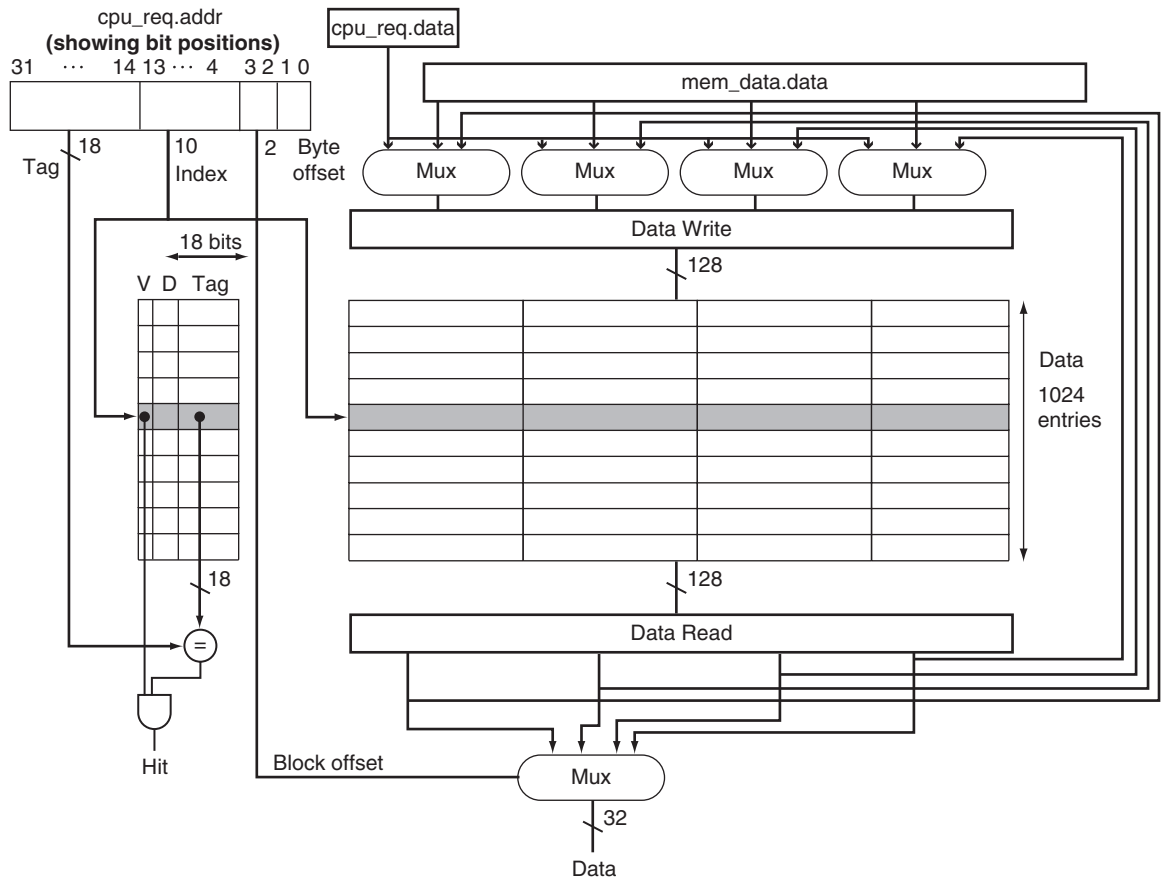 cpu_req.addr
(showing bit positions)
31 ··· 14 13 ··· 4 3 2 1 0
cpu_req.data
mem_data.data
18
Tag
10
Index
2
Byte
offset
Mux
Mux
Mux
Mux
Data Write
128
18 bits
V D Tag
Data
1024
entries
18
128
=
Data Read
Hit
Block offset
Mux
32
Data